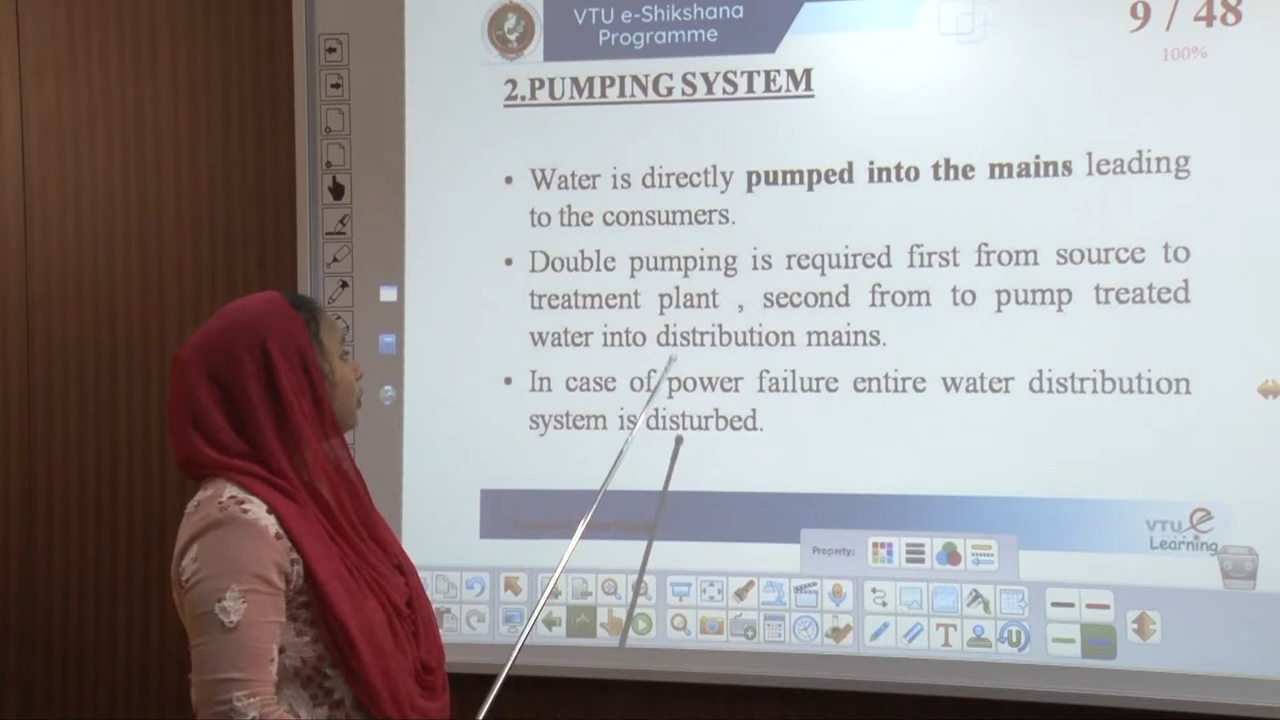 VTU e-Shikshana
Programme
9 / 48
100%
2.PUMPING SYSTEM
• Water is directly pumped into the mains leading
to the consumers.
• Double pumping is required first from source to
treatment plant , second from to pump treated
water into distribution mains.
• In case of power failure entire water distribution
system is disturbed.
VTU e
Learning
Property:
T